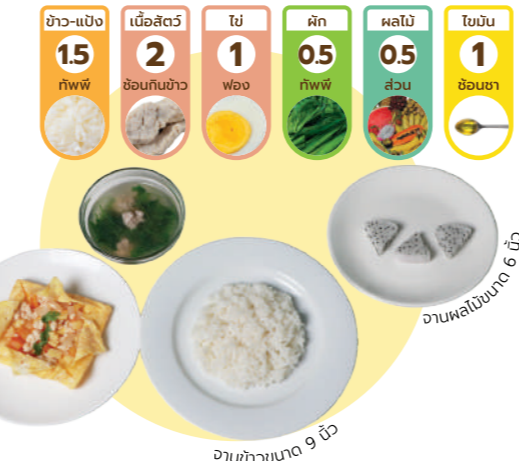 ข้าว-แป้ง
1.5
ทัพพี
เนื้อสัตว์
2
ช้อนกินข้าว
ไข่
1
ฟอง
ผัก
0.5
ทัพพี
ผลไม้
0.5
ส่วน
ไขมัน
1
ช้อนชา
จานผลไม้ขนาด 6 นิ้ว
จานข้าวขนาด 9 นิ้ว